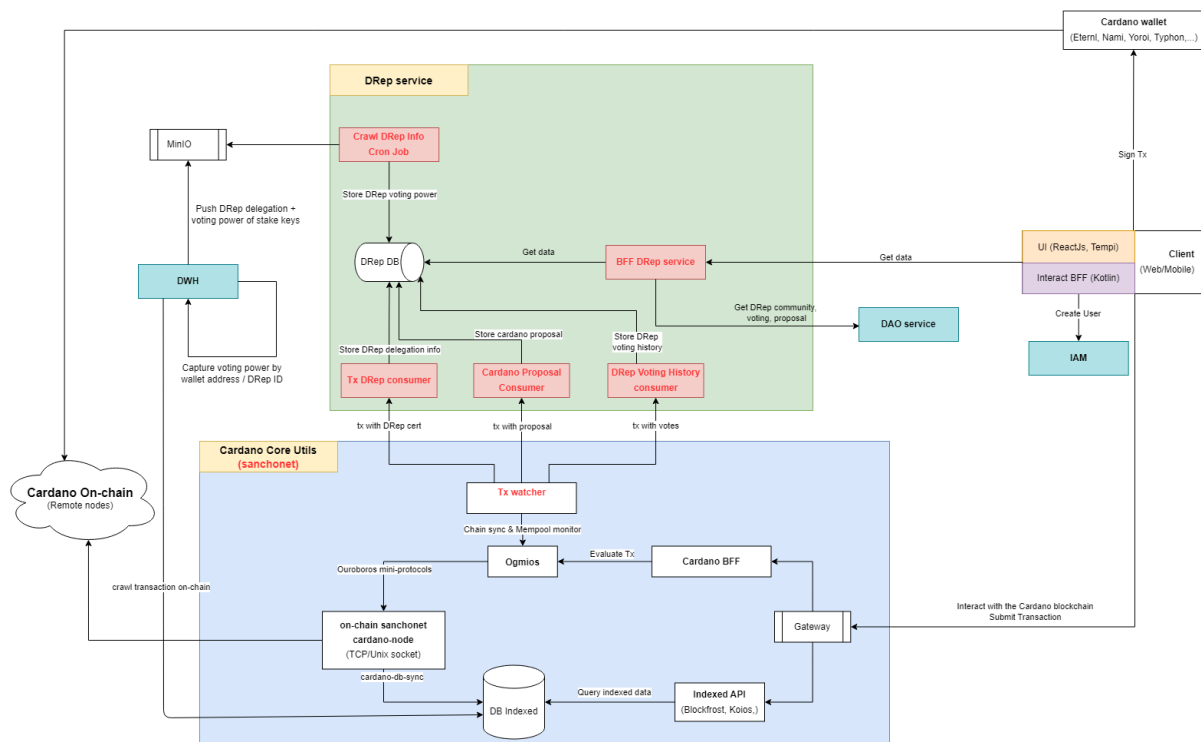 Cardano wallet
(Eternl, Nami, Yoroi, Typhon,...)
DRep service
Crawl DRep Info
Cron Job
MinIO
Sign Tx
Store DRep voting power
Push DRep delegation +
voting power of stake keys
UI (ReactJs, Tempi)
Client
(Web/Mobile)
Interact BFF (Kotlin)
Get data
Get data
DRep DB
BFF DRep service
DWH
Get DRep community,
voting, proposal
DAO service
Create User
IAM
Store cardano proposal
Store DRep
voting history
Store DRep delegation info
Capture voting power by
wallet address / DRep ID
Tx DRep consumer
Cardano Proposal
Consumer
DRep Voting History
consumer
tx with DRep cert
tx with proposal
tx with votes
Cardano Core Utils
(sanchonet)
Tx watcher
Cardano On-chain
(Remote nodes)
Chain sync & Mempool monitor
Ogmios
Evaluate Tx
Cardano BFF
Ouroboros mini-protocols
crawl transaction on-chain
Interact with the Cardano blockchain
Submit Transaction
on-chain sanchonet
cardano-node
(TCP/Unix socket)
Gateway
cardano-db-sync
DB Indexed
Query indexed data
Indexed API
(Blockfrost, Koios,)